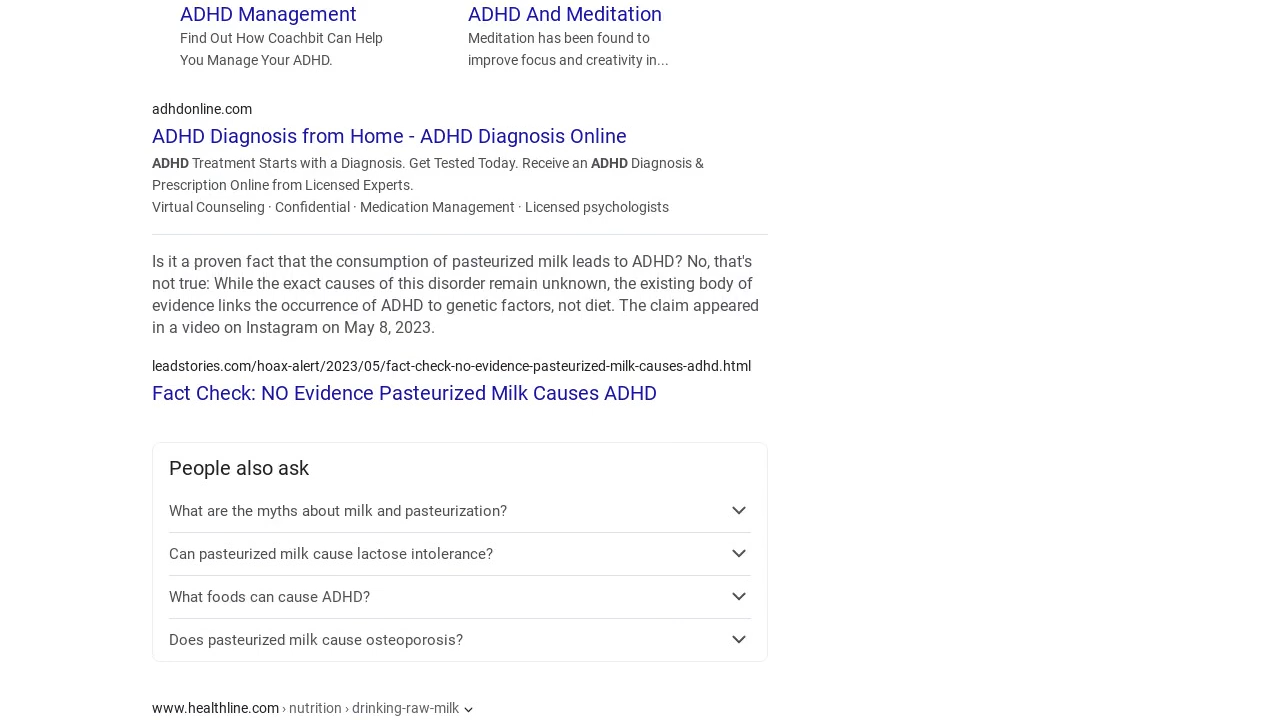 ADHD Management
Find Out How Coachbit Can Help
You Manage Your ADHD.
ADHD And Meditation
Meditation has been found to
improve focus and creativity in...
adhdonline.com
ADHD Diagnosis from Home - ADHD Diagnosis Online
ADHD Treatment Starts with a Diagnosis. Get Tested Today. Receive an ADHD Diagnosis &
Prescription Online from Licensed Experts.
Virtual Counseling · Confidential · Medication Management · Licensed psychologists
Is it a proven fact that the consumption of pasteurized milk leads to ADHD? No, that's
not true: While the exact causes of this disorder remain unknown, the existing body of
evidence links the occurrence of ADHD to genetic factors, not diet. The claim appeared
in a video on Instagram on May 8, 2023.
leadstories.com/hoax-alert/2023/05/fact-check-no-evidence-pasteurized-milk-causes-adhd.html
Fact Check: NO Evidence Pasteurized Milk Causes ADHD
People also ask
What are the myths about milk and pasteurization?
Can pasteurized milk cause lactose intolerance?
What foods can cause ADHD?
Does pasteurized milk cause osteoporosis?
www.healthline.com › nutrition › drinking-raw-milk